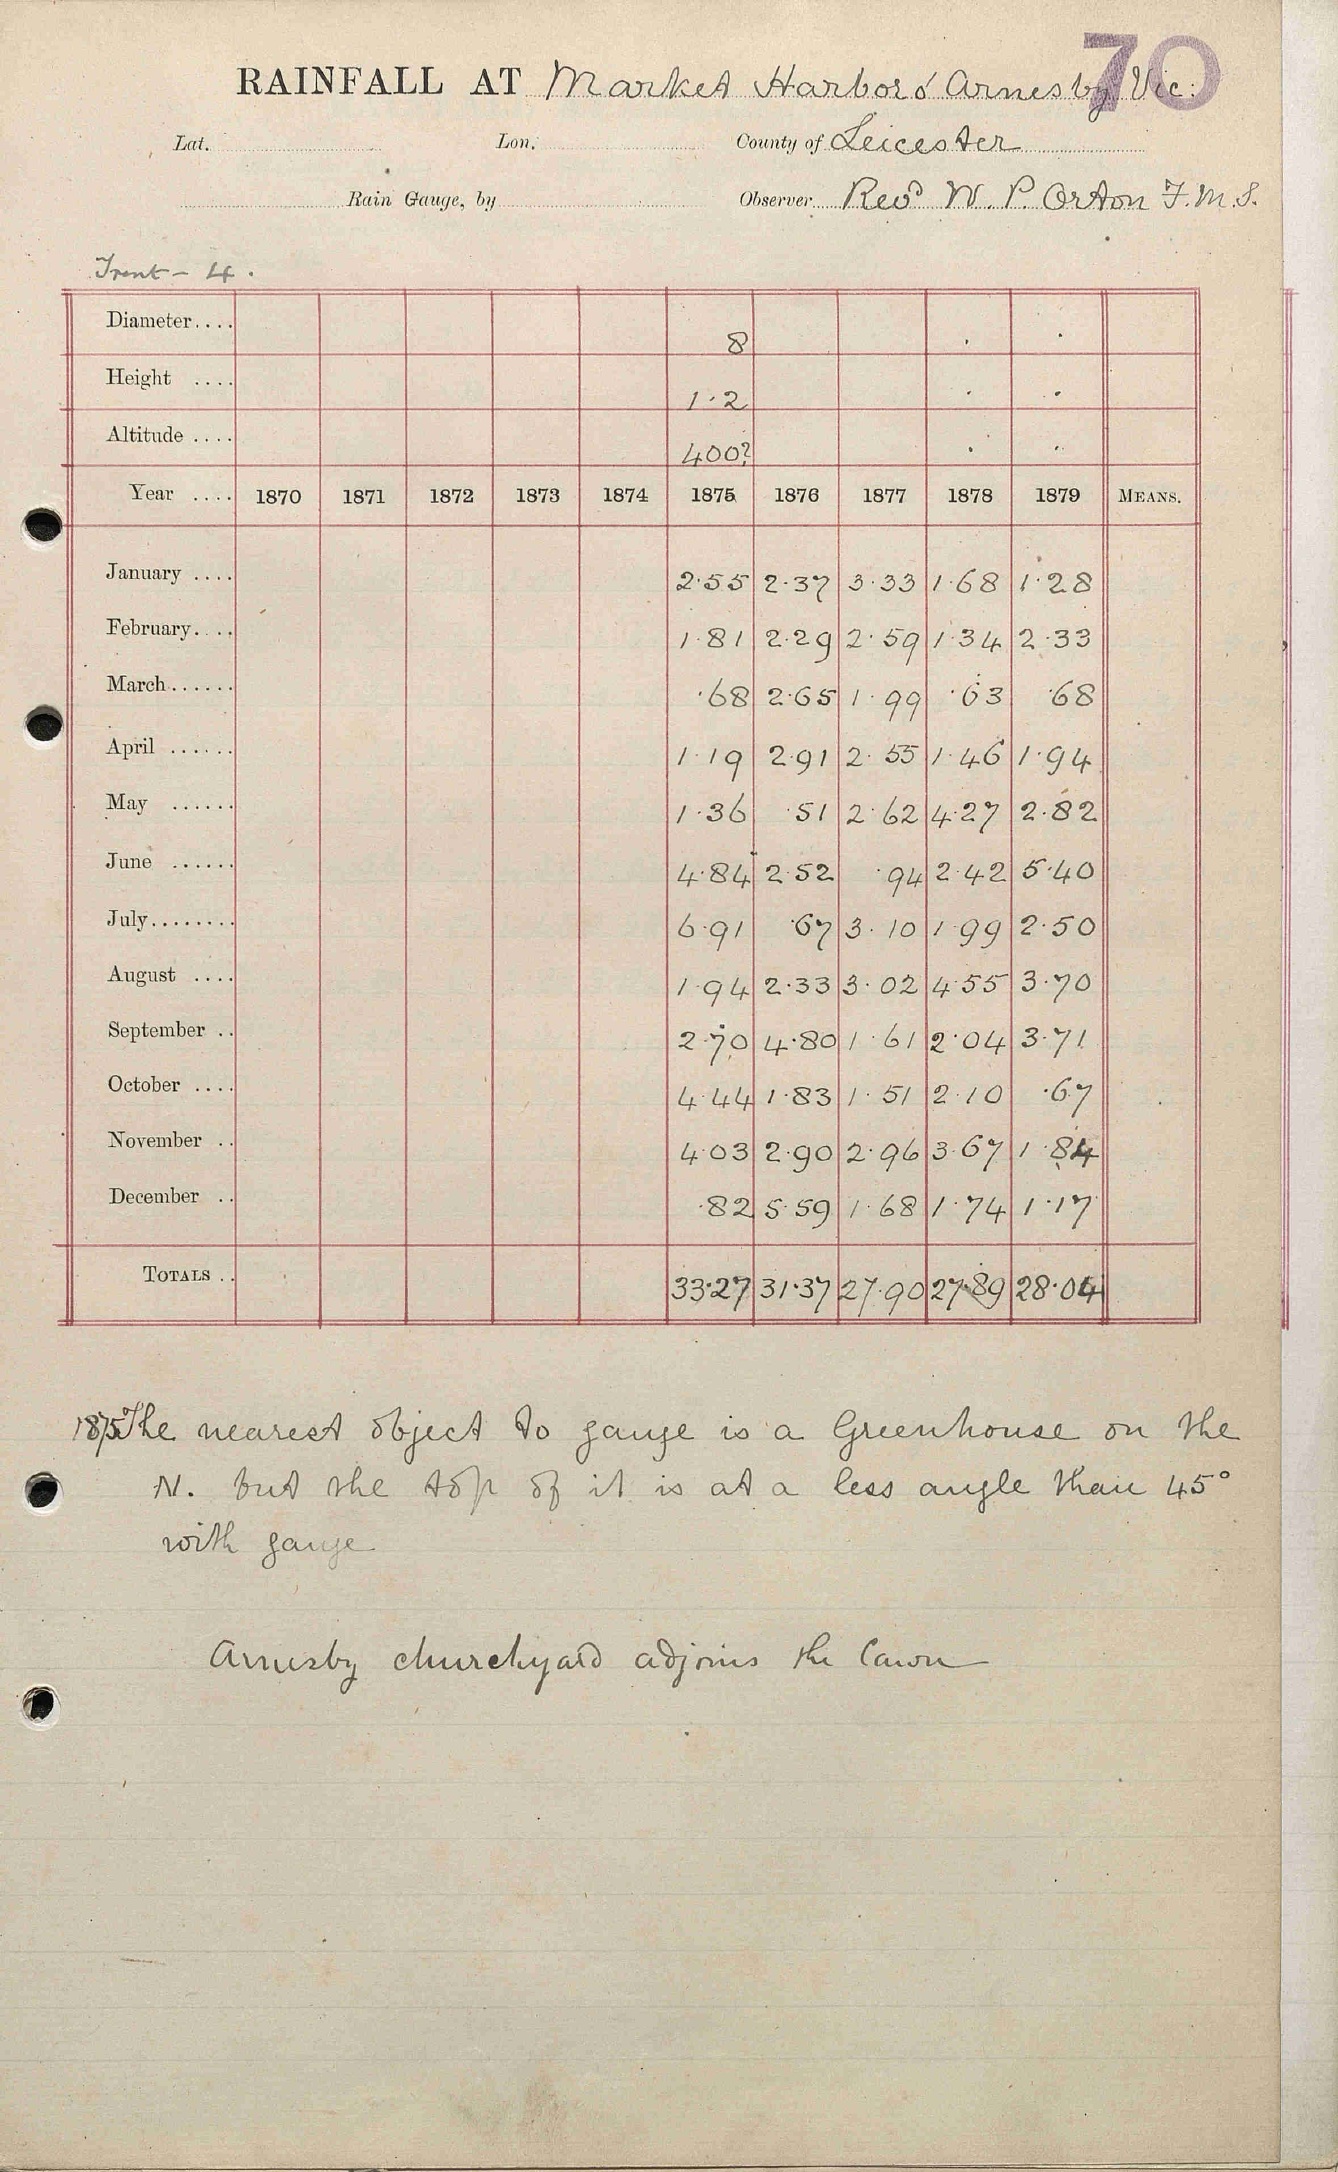 70
RAINFALL AT Market Harboro' Arnesby Vic:
Lat. Lon. County of Leicester
Rain Gauge, by Observer Revd W. P. Orton F.M.S.
Trent - 4.
Diameter.... 8
Height .... 1.2
Altitude .... 400?
Year .... 1870 1871 1872 1873 1874 1875 1876 1877 1878 1879 MEANS.
January .... 2.55 2.37 3.33 1.68 1.28
February.... 1.81 2.29 2.59 1.34 2.33
March...... .68 2.65 1.99 .63 .68
April ...... 1.19 2.91 2.55 1.46 1.94
May ...... 1.36 .51 2.62 4.27 2.82
June ...... 4.84 2.52 .94 2.42 5.40
July........ 6.91 .67 3.10 1.99 2.50
August .... 1.94 2.33 3.02 4.55 3.70
September .. 2.70 4.80 1.61 2.04 3.71
October .... 4.44 1.83 1.51 2.10 .67
November .. 4.03 2.90 2.96 3.67 1.84
December .. .82 5.59 1.68 1.74 1.17
TOTALS .. 33.27 31.37 27.90 27.89 28.04
1875 The nearest object to gauge is a Greenhouse on the
N. but the top of it is at a less angle than 45°
with gauge
Arnesby churchyard adjoins the lawn